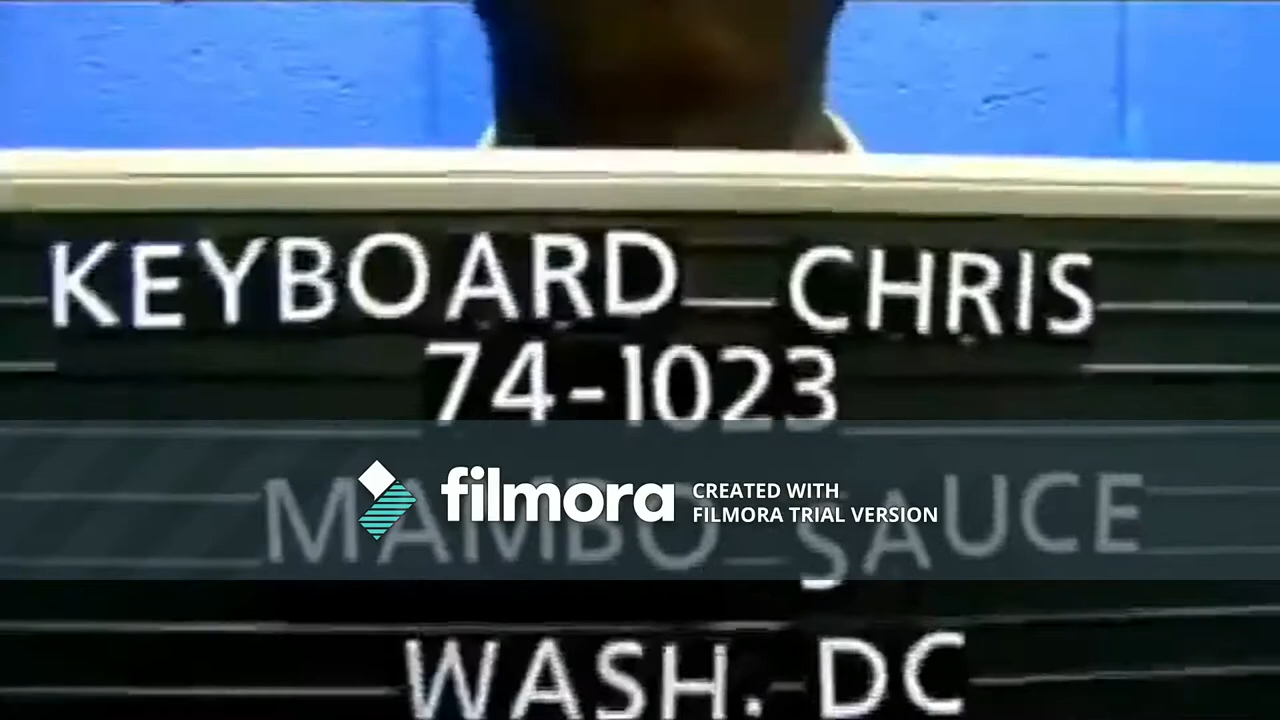 KEYBOARD CHRIS
74-1023
MAMBO SAUCE
filmora
CREATED WITH
FILMORA TRIAL VERSION
WASH. DC